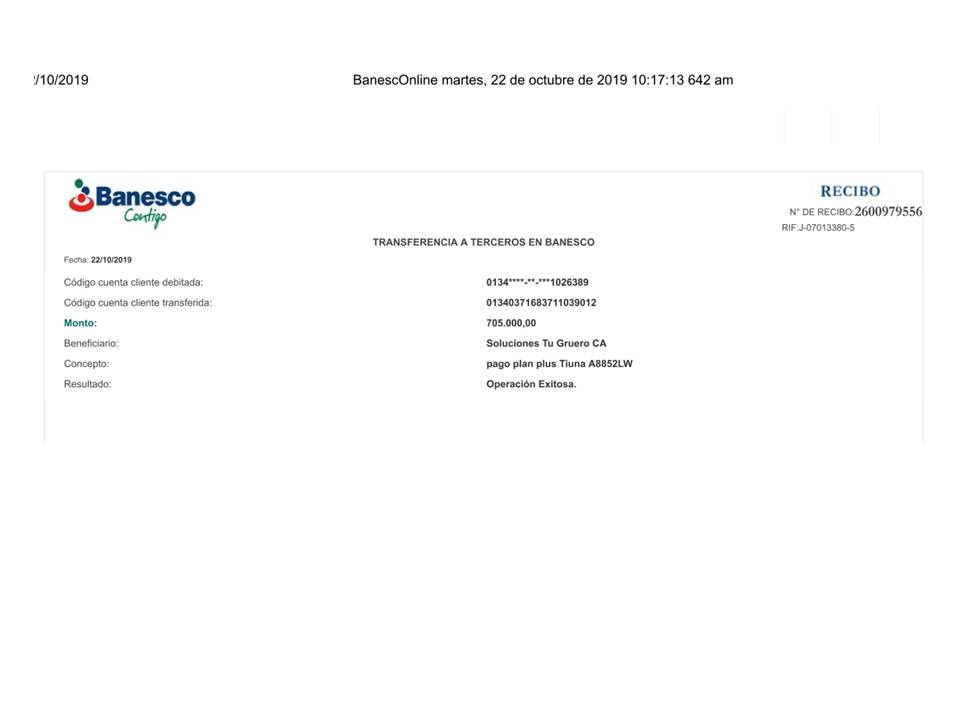 /10/2019
BanescOnline martes, 22 de octubre de 2019 10:17:13 642 am
Banesco
Contigo
RECIBO
N° DE RECIBO:2600979556
RIF:J-07013380-5
TRANSFERENCIA A TERCEROS EN BANESCO
Fecha: 22/10/2019
Código cuenta cliente debitada: 0134****-**-***1026389
Código cuenta cliente transferida: 01340371683711039012
Monto: 705.000,00
Beneficiario: Soluciones Tu Gruero CA
Concepto: pago plan plus Tiuna A8852LW
Resultado: Operación Exitosa.